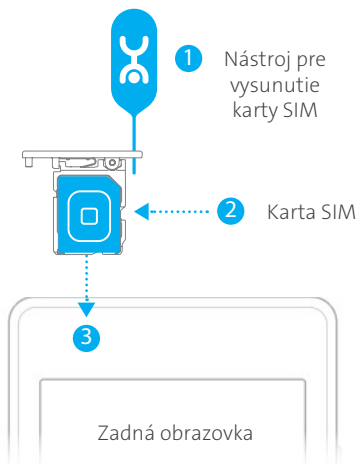 1 Nástroj pre
vysunutie
karty SIM
2 Karta SIM
3
Zadná obrazovka